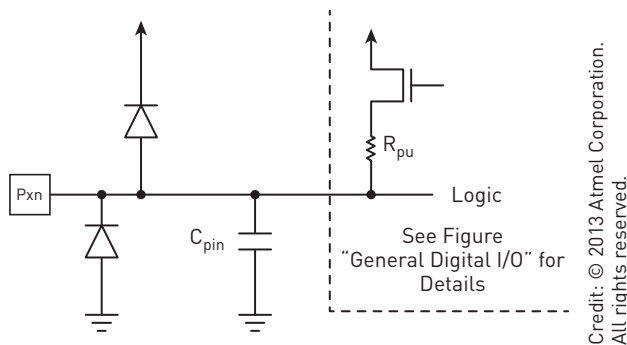 R_pu
Pxn
Logic
C_pin
See Figure
“General Digital I/O” for
Details
Credit: © 2013 Atmel Corporation.
All rights reserved.